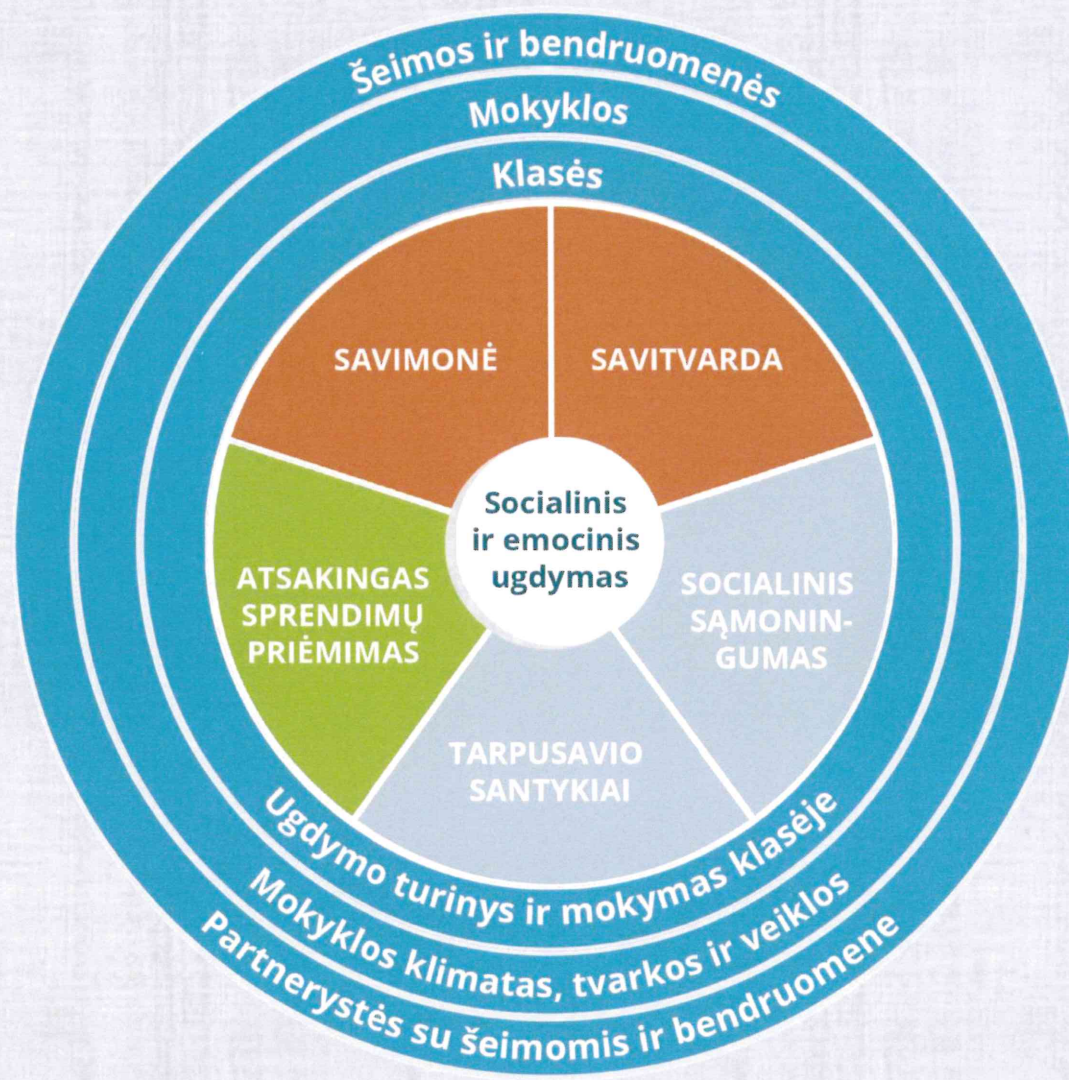 Šeimos ir bendruomenės
Mokyklos
Klasės
SAVIMONĖ
SAVITVARDA
Socialinis
ir emocinis
ugdymas
ATSAKINGAS
SPRENDIMŲ
PRIĖMIMAS
SOCIALINIS
SĄMONIN-
GUMAS
TARPUSAVIO
SANTYKIAI
Ugdymo turinys ir mokymas klasėje
Mokyklos klimatas, tvarkos ir veiklos
Partnerystės su šeimomis ir bendruomene